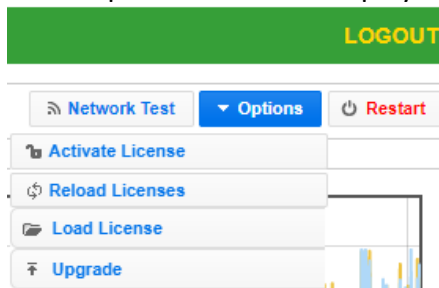 LOGOUT
Network Test
Options
Restart
Activate License
Reload Licenses
Load License
Upgrade